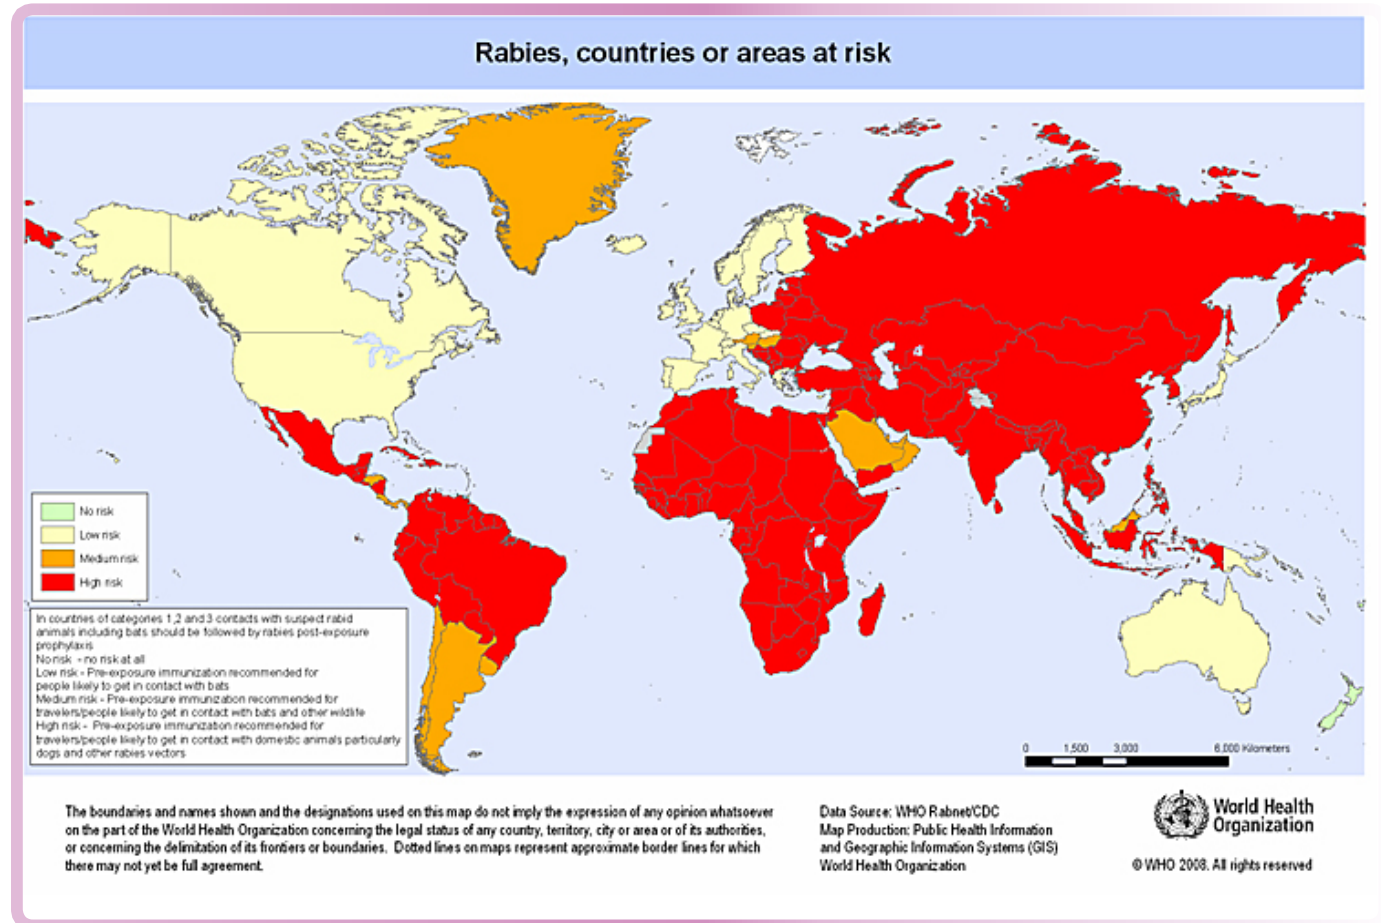 Rabies, countries or areas at risk
No risk
Low risk
Medium risk
High risk
In countries of categories 1,2 and 3 contacts with suspect rabid
animals including bats should be followed by rabies post-exposure
prophylaxis
No risk - no risk at all
Low risk - Pre-exposure immunization recommended for
people likely to get in contact with bats
Medium risk - Pre-exposure immunization recommended for
travelers/people likely to get in contact with bats and other wildlife
High risk - Pre-exposure immunization recommended for
travelers/people likely to get in contact with domestic animals particularly
dogs and other rabies vectors
0 1,500 3,000 6,000 Kilometers
The boundaries and names shown and the designations used on this map do not imply the expression of any opinion whatsoever
on the part of the World Health Organization concerning the legal status of any country, territory, city or area or of its authorities,
or concerning the delimitation of its frontiers or boundaries. Dotted lines on maps represent approximate border lines for which
there may not yet be full agreement.
Data Source: WHO Rabnet/CDC
Map Production: Public Health Information
and Geographic Information Systems (GIS)
World Health Organization
World Health
Organization
© WHO 2008. All rights reserved